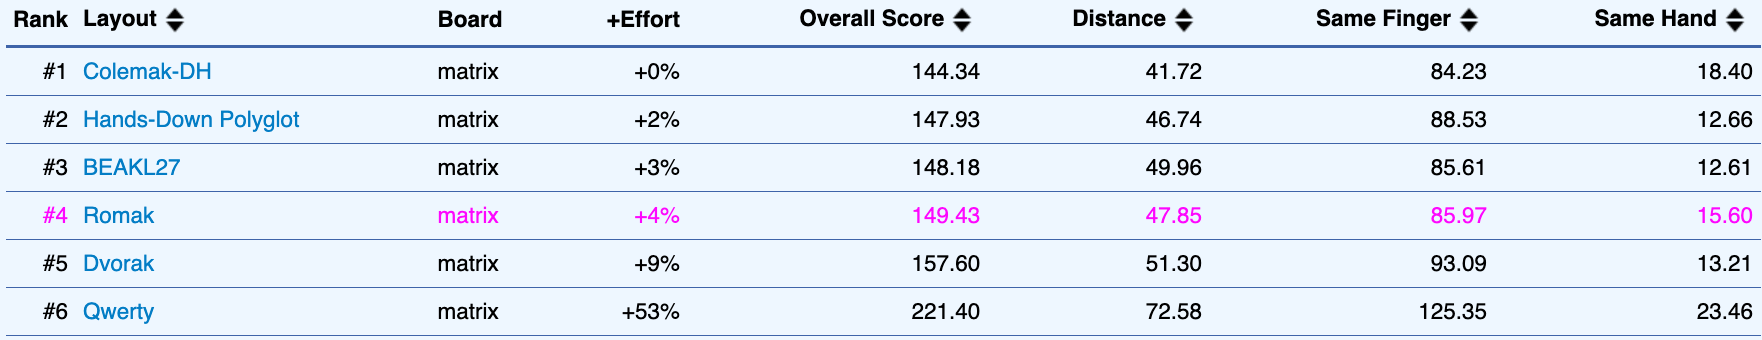 Rank Layout Board +Effort Overall Score Distance Same Finger Same Hand
#1 Colemak-DH matrix +0% 144.34 41.72 84.23 18.40
#2 Hands-Down Polyglot matrix +2% 147.93 46.74 88.53 12.66
#3 BEAKL27 matrix +3% 148.18 49.96 85.61 12.61
#4 Romak matrix +4% 149.43 47.85 85.97 15.60
#5 Dvorak matrix +9% 157.60 51.30 93.09 13.21
#6 Qwerty matrix +53% 221.40 72.58 125.35 23.46